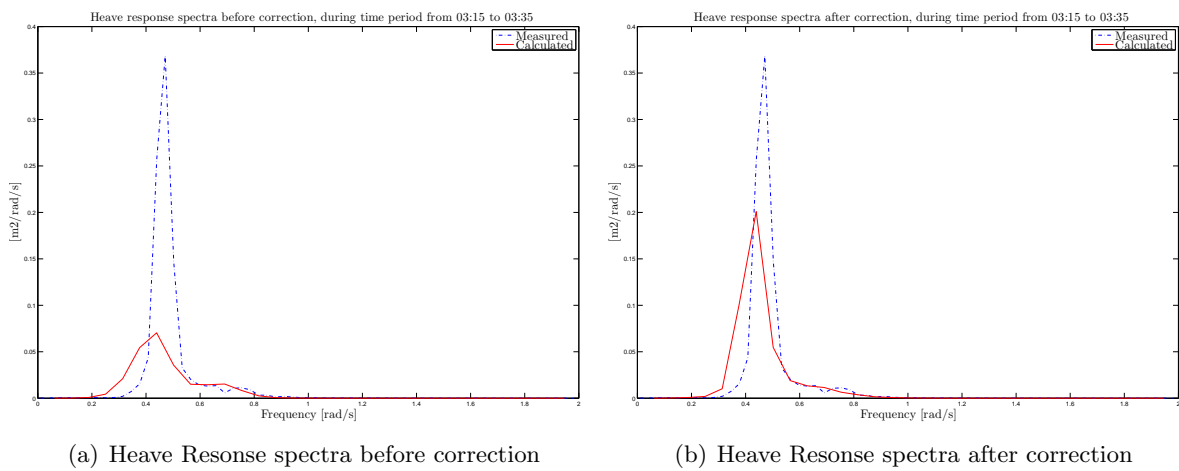 Heave response spectra before correction, during time period from 03:15 to 03:35
0.4
0.35
0.3
0.25
0.2
0.15
0.1
0.05
0
[m2/rad/s]
Measured
Calculated
0 0.2 0.4 0.6 0.8 1 1.2 1.4 1.6 1.8 2
Frequency [rad/s]
(a) Heave Resonse spectra before correction
Heave response spectra after correction, during time period from 03:15 to 03:35
0.4
0.35
0.3
0.25
0.2
0.15
0.1
0.05
0
[m2/rad/s]
Measured
Calculated
0 0.2 0.4 0.6 0.8 1 1.2 1.4 1.6 1.8 2
Frequency [rad/s]
(b) Heave Resonse spectra after correction